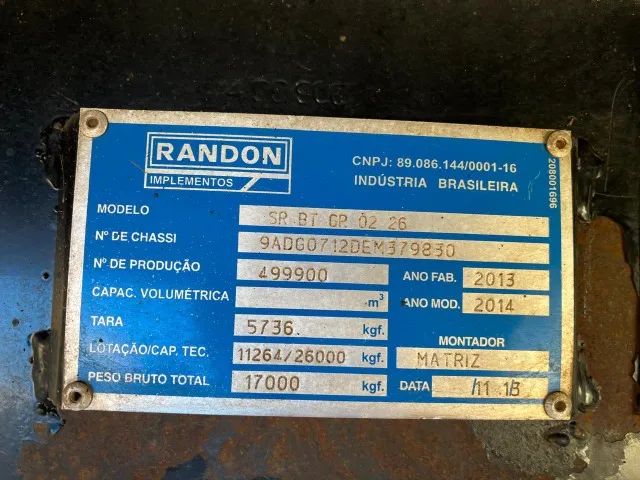 RANDON
IMPLEMENTOS
CNPJ: 89.086.144/0001-16
INDÚSTRIA BRASILEIRA
208001696
MODELO SR BT GR 02 26
Nº DE CHASSI 9ADG0712DEM379830
Nº DE PRODUÇÃO 499900 ANO FAB. 2013
CAPAC. VOLUMÉTRICA m³ ANO MOD. 2014
TARA 5736 kgf. MONTADOR
LOTAÇÃO/CAP. TEC. 11264/26000 kgf. MATRIZ
PESO BRUTO TOTAL 17000 kgf. DATA /11 13